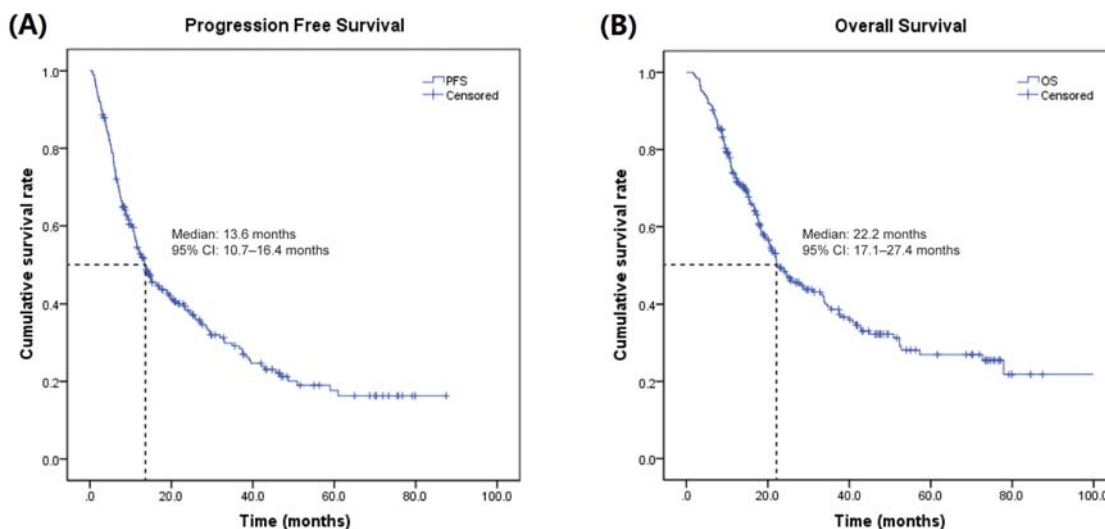 (A)
Progression Free Survival
Cumulative survival rate
1.0
0.8
0.6
0.4
0.2
0.0
PFS
Censored
Median: 13.6 months
95% CI: 10.7–16.4 months
.0 20.0 40.0 60.0 80.0 100.0
Time (months)
(B)
Overall Survival
Cumulative survival rate
1.0
0.8
0.6
0.4
0.2
0.0
OS
Censored
Median: 22.2 months
95% CI: 17.1–27.4 months
.0 20.0 40.0 60.0 80.0 100.0
Time (months)